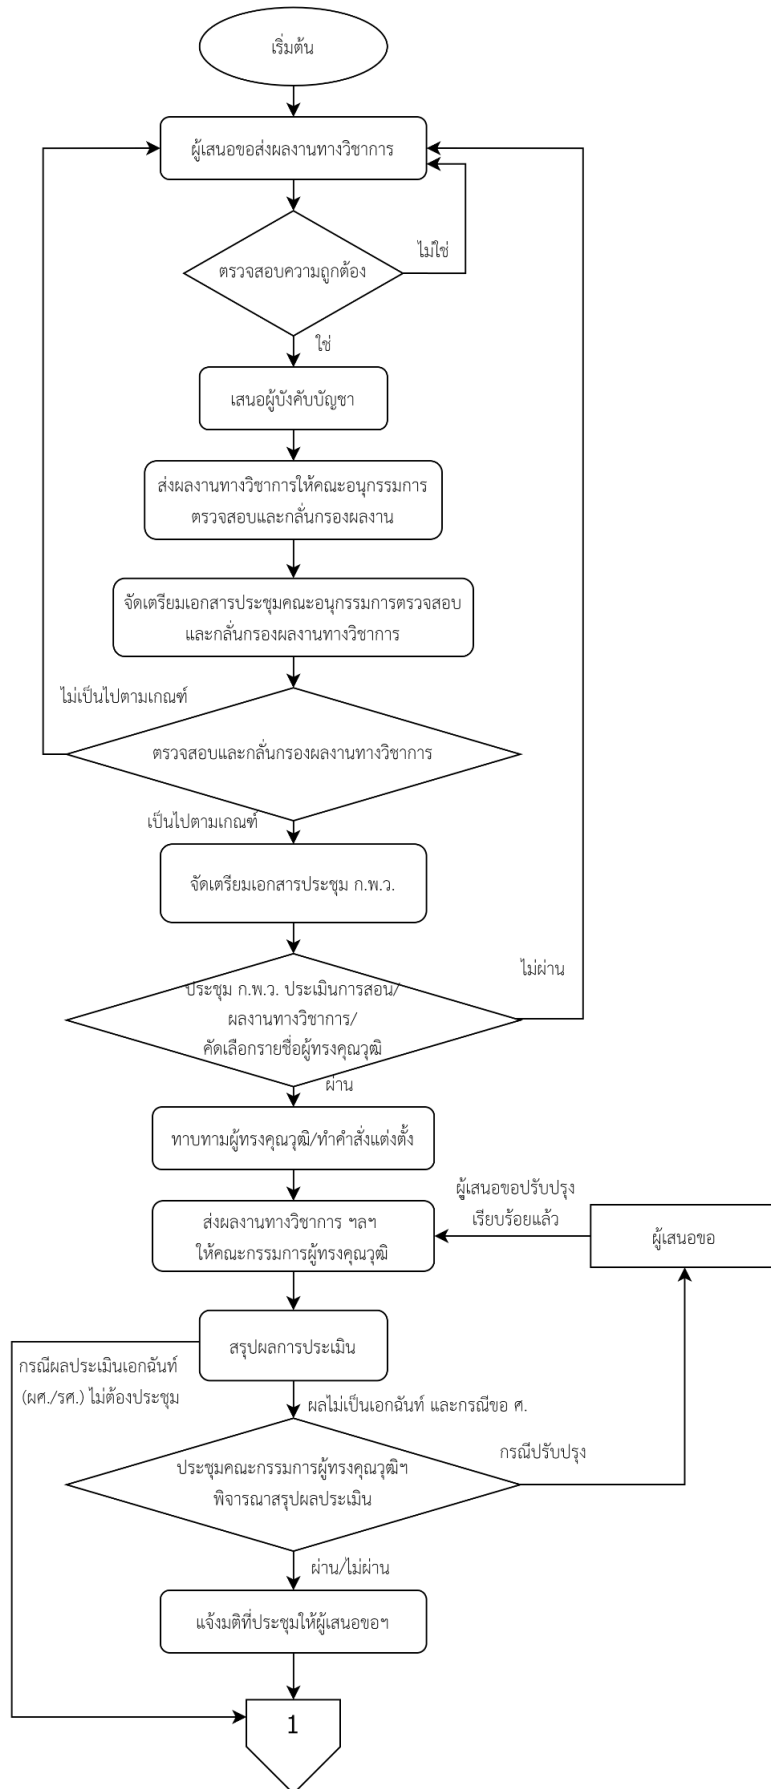 เริ่มต้น
ผู้เสนอขอส่งผลงานทางวิชาการ
ไม่ใช่
ตรวจสอบความถูกต้อง
ใช่
เสนอผู้บังคับบัญชา
ส่งผลงานทางวิชาการให้คณะอนุกรรมการ
ตรวจสอบและกลั่นกรองผลงาน
จัดเตรียมเอกสารประชุมคณะอนุกรรมการตรวจสอบ
และกลั่นกรองผลงานทางวิชาการ
ไม่เป็นไปตามเกณฑ์
ตรวจสอบและกลั่นกรองผลงานทางวิชาการ
เป็นไปตามเกณฑ์
จัดเตรียมเอกสารประชุม ก.พ.ว.
ไม่ผ่าน
ประชุม ก.พ.ว. ประเมินการสอน/
ผลงานทางวิชาการ/
คัดเลือกรายชื่อผู้ทรงคุณวุฒิ
ผ่าน
ทาบทามผู้ทรงคุณวุฒิ/ทำคำสั่งแต่งตั้ง
ส่งผลงานทางวิชาการ ฯลฯ
ให้คณะกรรมการผู้ทรงคุณวุฒิ
ผู้เสนอขอปรับปรุง
เรียบร้อยแล้ว
ผู้เสนอขอ
สรุปผลการประเมิน
กรณีผลประเมินเอกฉันท์
(ผศ./รศ.) ไม่ต้องประชุม
ผลไม่เป็นเอกฉันท์ และกรณีขอ ศ.
กรณีปรับปรุง
ประชุมคณะกรรมการผู้ทรงคุณวุฒิฯ
พิจารณาสรุปผลประเมิน
ผ่าน/ไม่ผ่าน
แจ้งมติที่ประชุมให้ผู้เสนอขอฯ
1